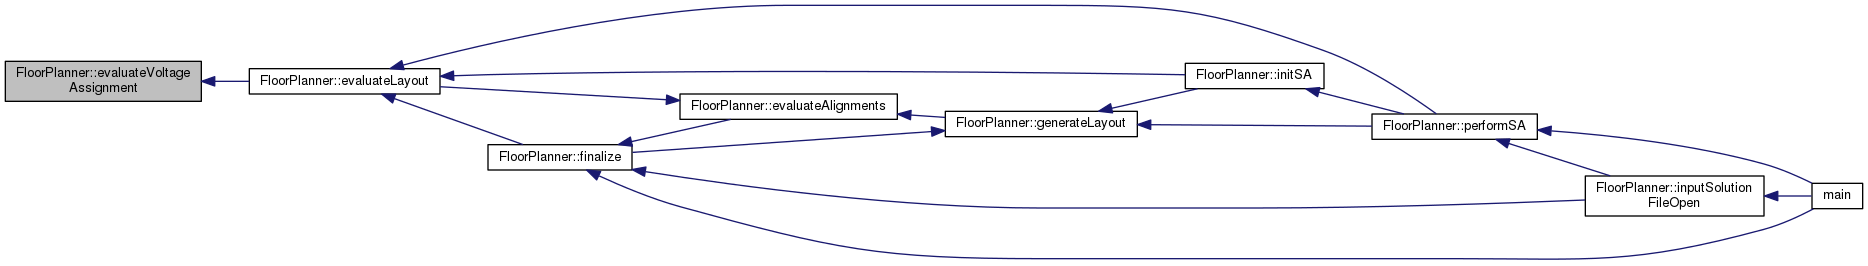 FloorPlanner::evaluateVoltage
Assignment
FloorPlanner::evaluateLayout
FloorPlanner::evaluateAlignments
FloorPlanner::finalize
FloorPlanner::generateLayout
FloorPlanner::initSA
FloorPlanner::performSA
FloorPlanner::inputSolution
FileOpen
main